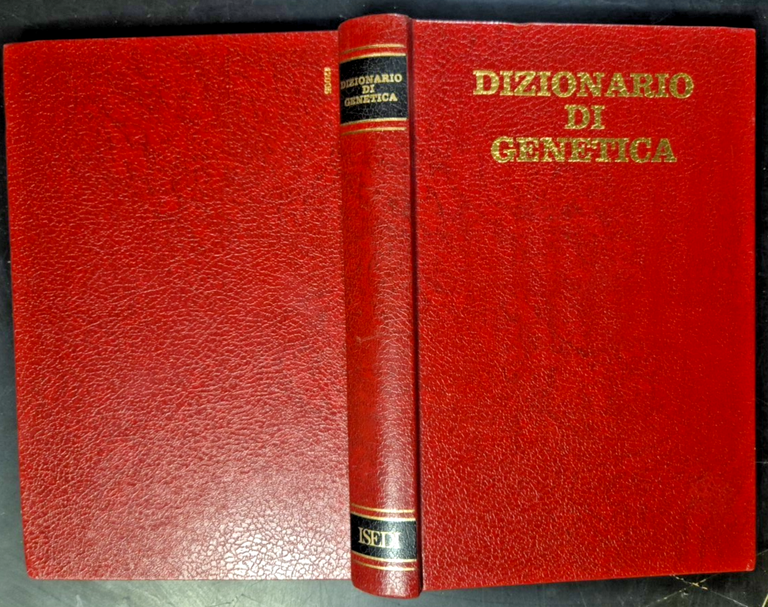 DIZIONARIO
DI
GENETICA
ISEDI
DIZIONARIO
DI
GENETICA